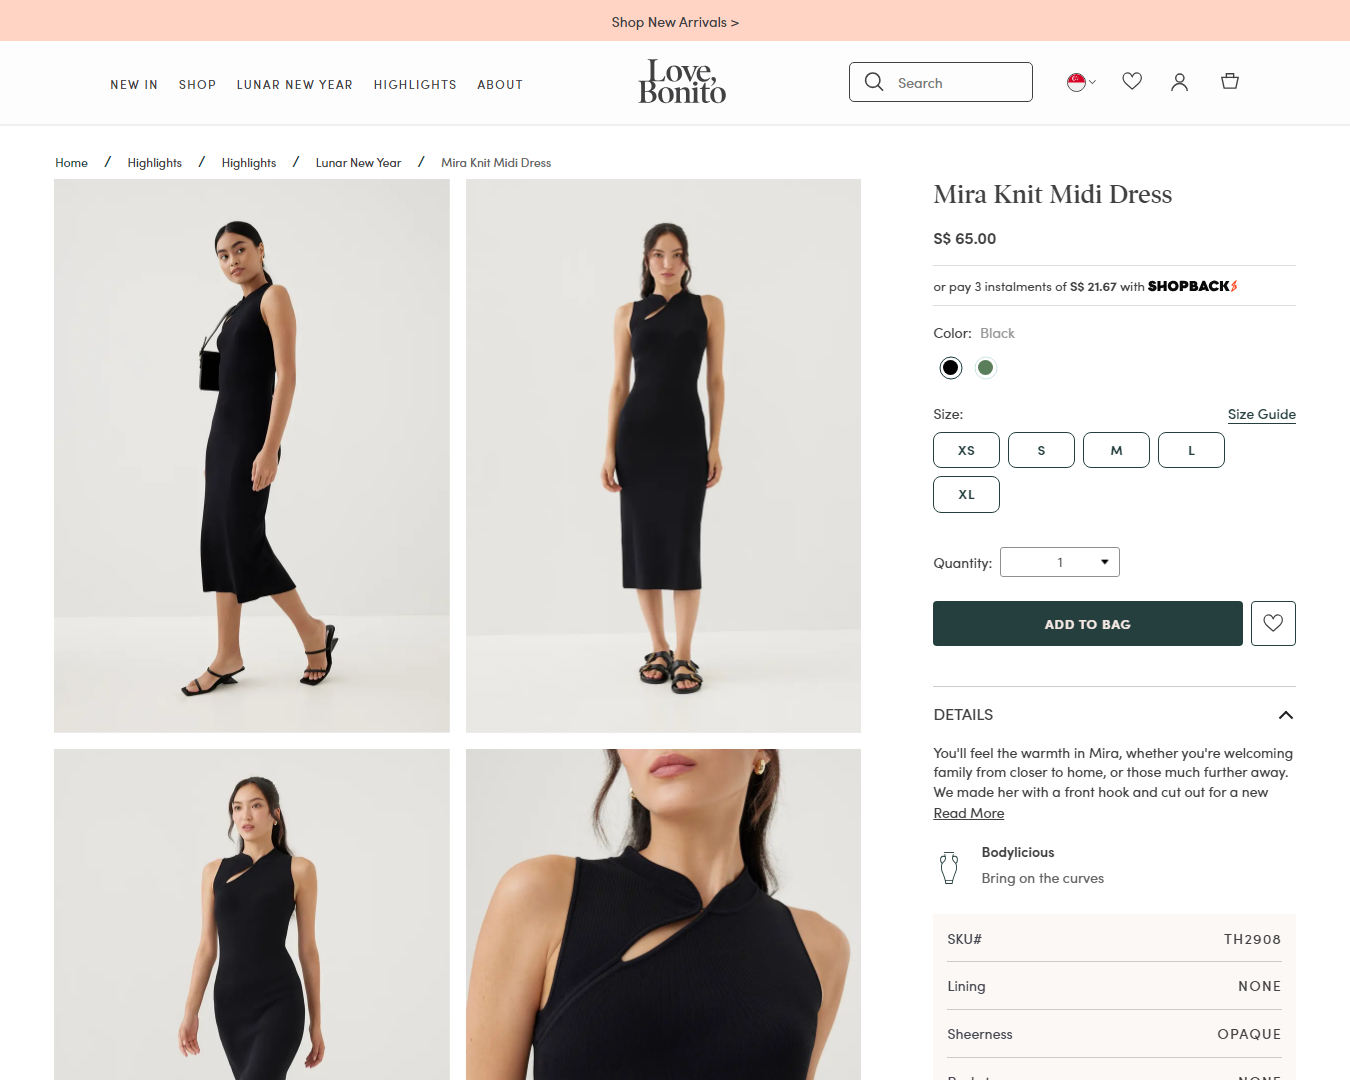 Shop New Arrivals >
NEW IN SHOP LUNAR NEW YEAR HIGHLIGHTS ABOUT
Love,
Bonito
Search
Home / Highlights / Highlights / Lunar New Year / Mira Knit Midi Dress
Mira Knit Midi Dress
S$ 65.00
or pay 3 instalments of S$ 21.67 with SHOPBACK
Color: Black
Size: Size Guide
XS S M L
XL
Quantity: 1
ADD TO BAG
DETAILS
You'll feel the warmth in Mira, whether you're welcoming
family from closer to home, or those much further away.
We made her with a front hook and cut out for a new
Read More
Bodylicious
Bring on the curves
SKU# TH2908
Lining NONE
Sheerness OPAQUE